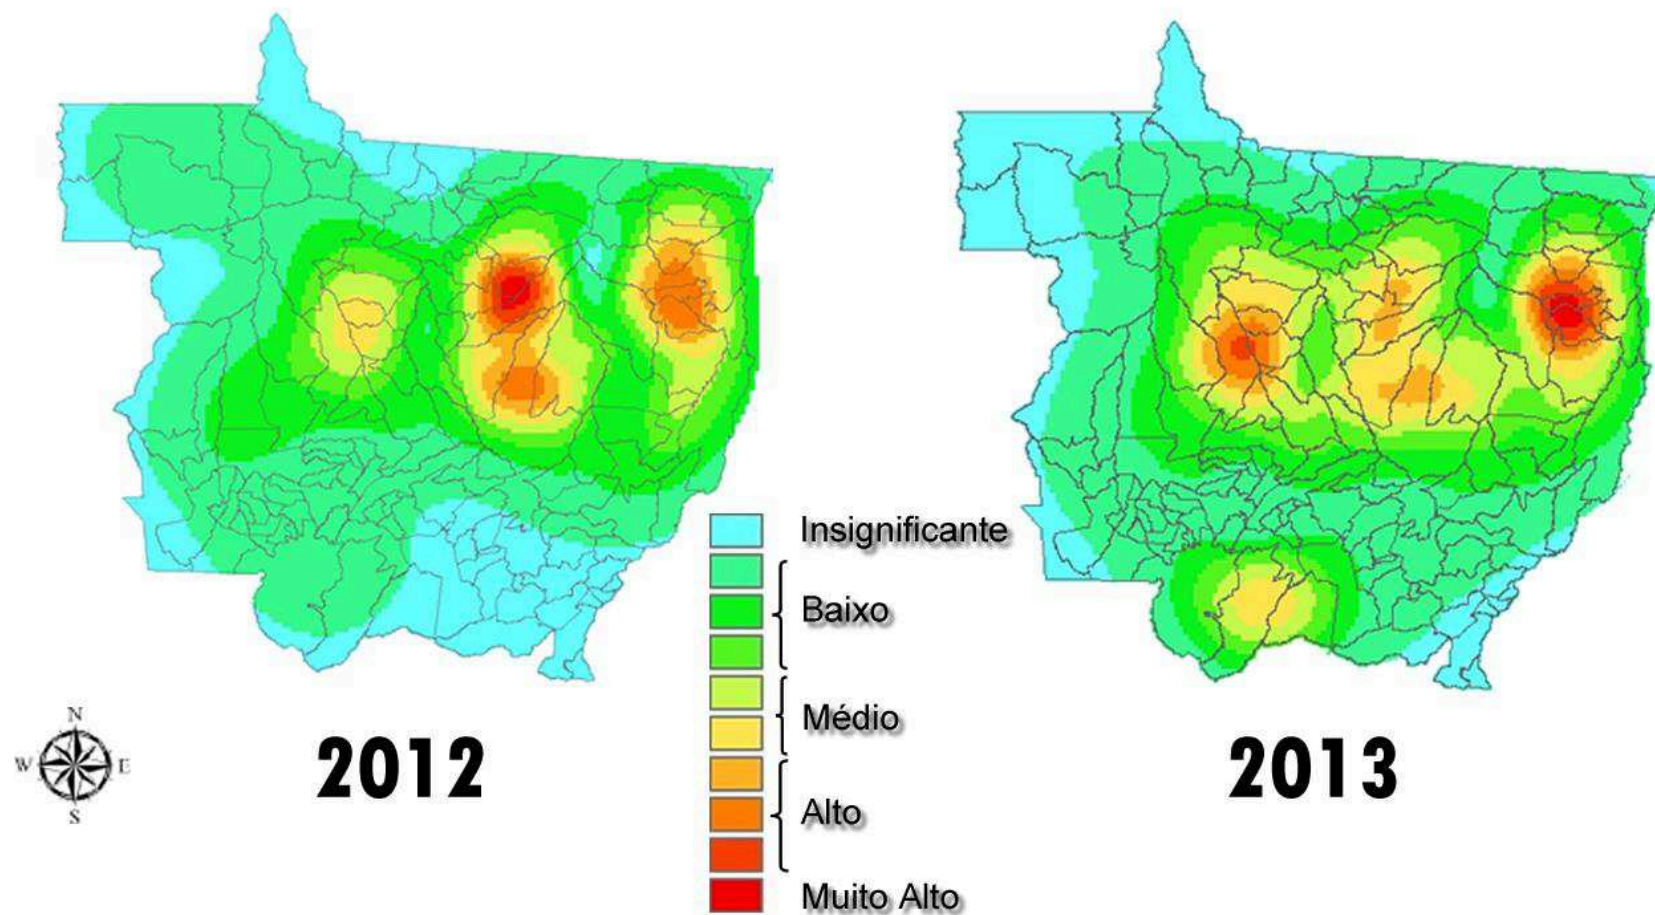 Insignificante
Baixo
Médio
Alto
Muito Alto
N
W E
S
2012
2013